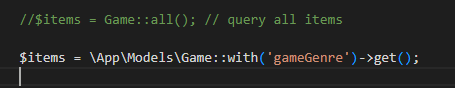 //$items = Game::all(); // query all items
$items = \App\Models\Game::with('gameGenre')->get();